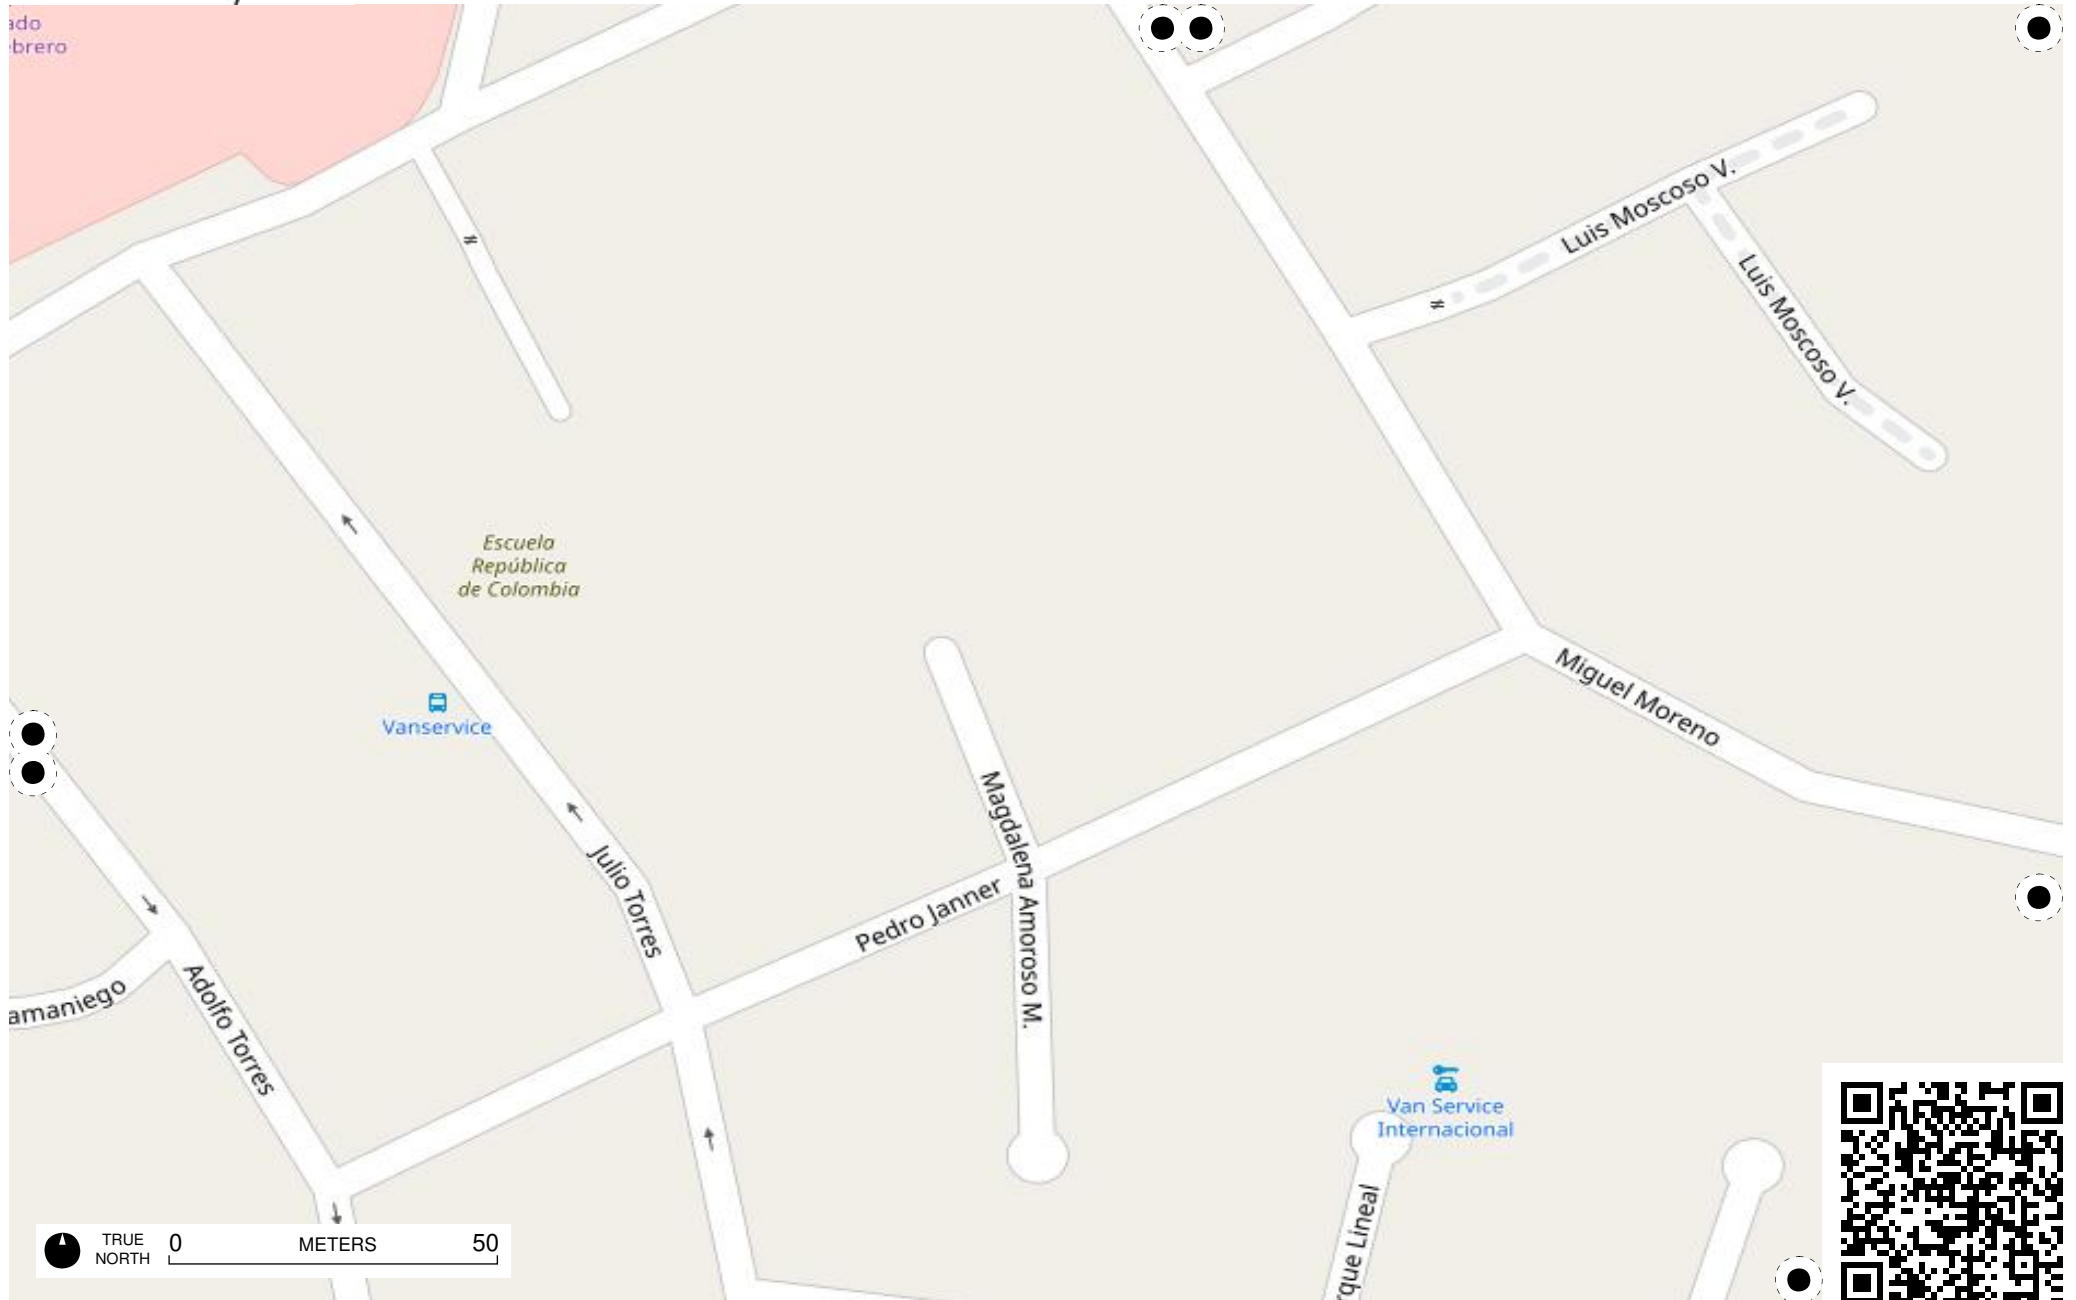 ado
ebrero
Luis Moscoso V.
Luis Moscoso V.
Escuela
República
de Colombia
Miguel Moreno
Vanservice
Magdalena Amoroso M.
Julio Torres
Pedro Janner
Adolfo Torres
amaniego
Van Service
Internacional
rque Lineal
TRUE
NORTH
0 METERS 50